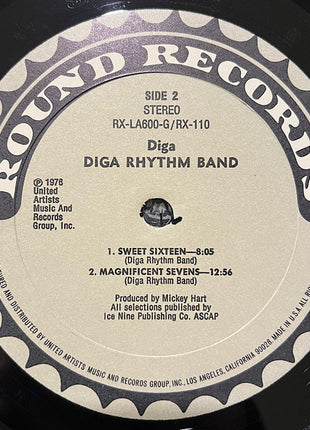 ROUND RECORDS
SIDE 2
STEREO
RX-LA600-G/RX-110
Diga
DIGA RHYTHM BAND
℗ 1976
United
Artists
Music And
Records
Group, Inc.
1. SWEET SIXTEEN—8:05
(Diga Rhythm Band)
2. MAGNIFICENT SEVENS—12:56
(Diga Rhythm Band)
Produced by Mickey Hart
All selections published by
Ice Nine Publishing Co. ASCAP
AND DISTRIBUTED BY UNITED ARTISTS MUSIC AND RECORDS GROUP, INC., LOS ANGELES, CALIFORNIA 90028 MADE IN U.S.A.